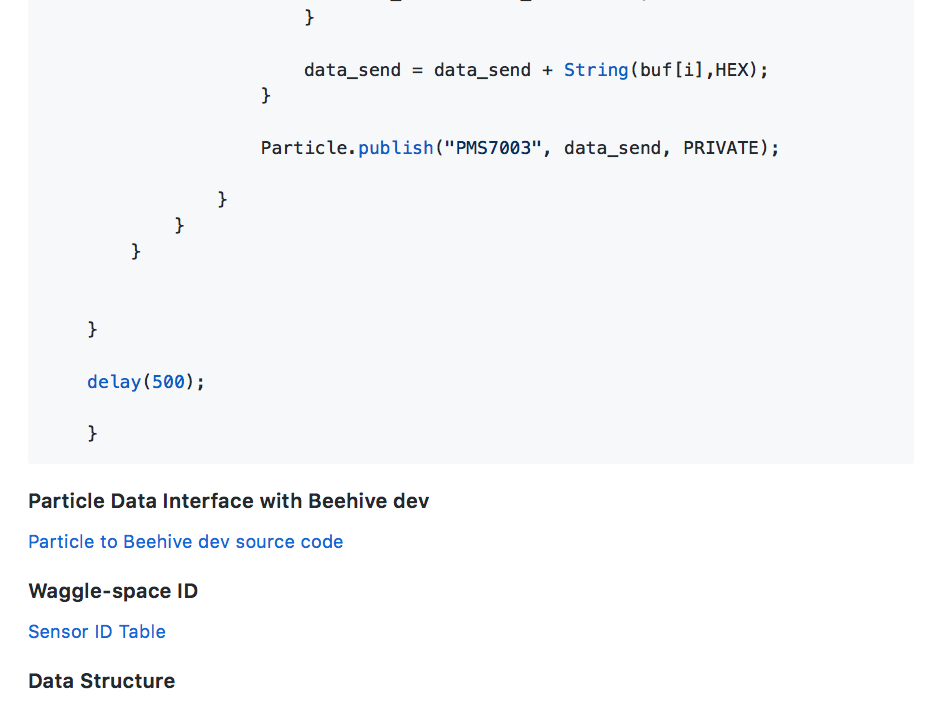 }
data_send = data_send + String(buf[i],HEX);
}
Particle.publish("PMS7003", data_send, PRIVATE);
}
}
}
}
delay(500);
}
Particle Data Interface with Beehive dev
Particle to Beehive dev source code
Waggle-space ID
Sensor ID Table
Data Structure